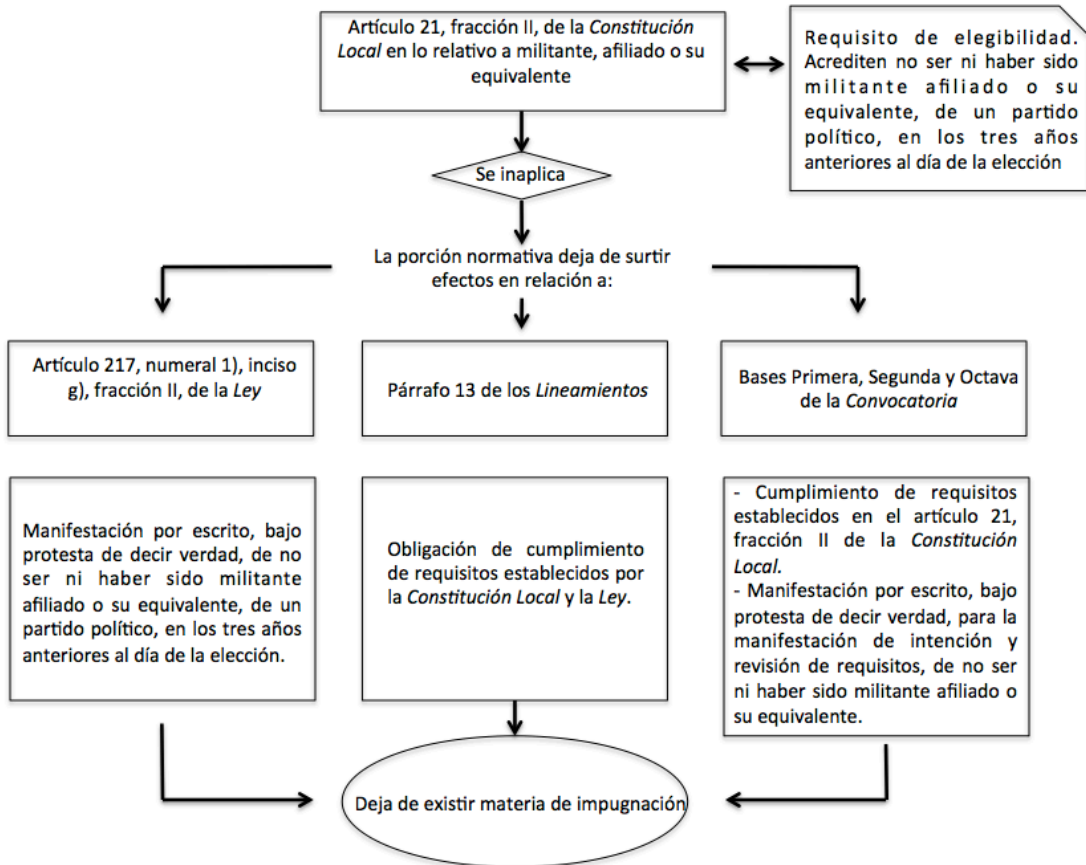 Artículo 21, fracción II, de la Constitución
Local en lo relativo a militante, afiliado o su
equivalente
Requisito de elegibilidad.
Acrediten no ser ni haber sido
militante afiliado o su
equivalente, de un partido
político, en los tres años
anteriores al día de la elección
Se inaplica
La porción normativa deja de surtir
efectos en relación a:
Artículo 217, numeral 1), inciso
g), fracción II, de la Ley
Párrafo 13 de los Lineamientos
Bases Primera, Segunda y Octava
de la Convocatoria
Manifestación por escrito, bajo
protesta de decir verdad, de no
ser ni haber sido militante
afiliado o su equivalente, de un
partido político, en los tres años
anteriores al día de la elección.
Obligación de cumplimiento
de requisitos establecidos por
la Constitución Local y la Ley.
- Cumplimiento de requisitos
establecidos en el artículo 21,
fracción II de la Constitución
Local.
- Manifestación por escrito, bajo
protesta de decir verdad, para la
manifestación de intención y
revisión de requisitos, de no ser
ni haber sido militante afiliado o
su equivalente.
Deja de existir materia de impugnación